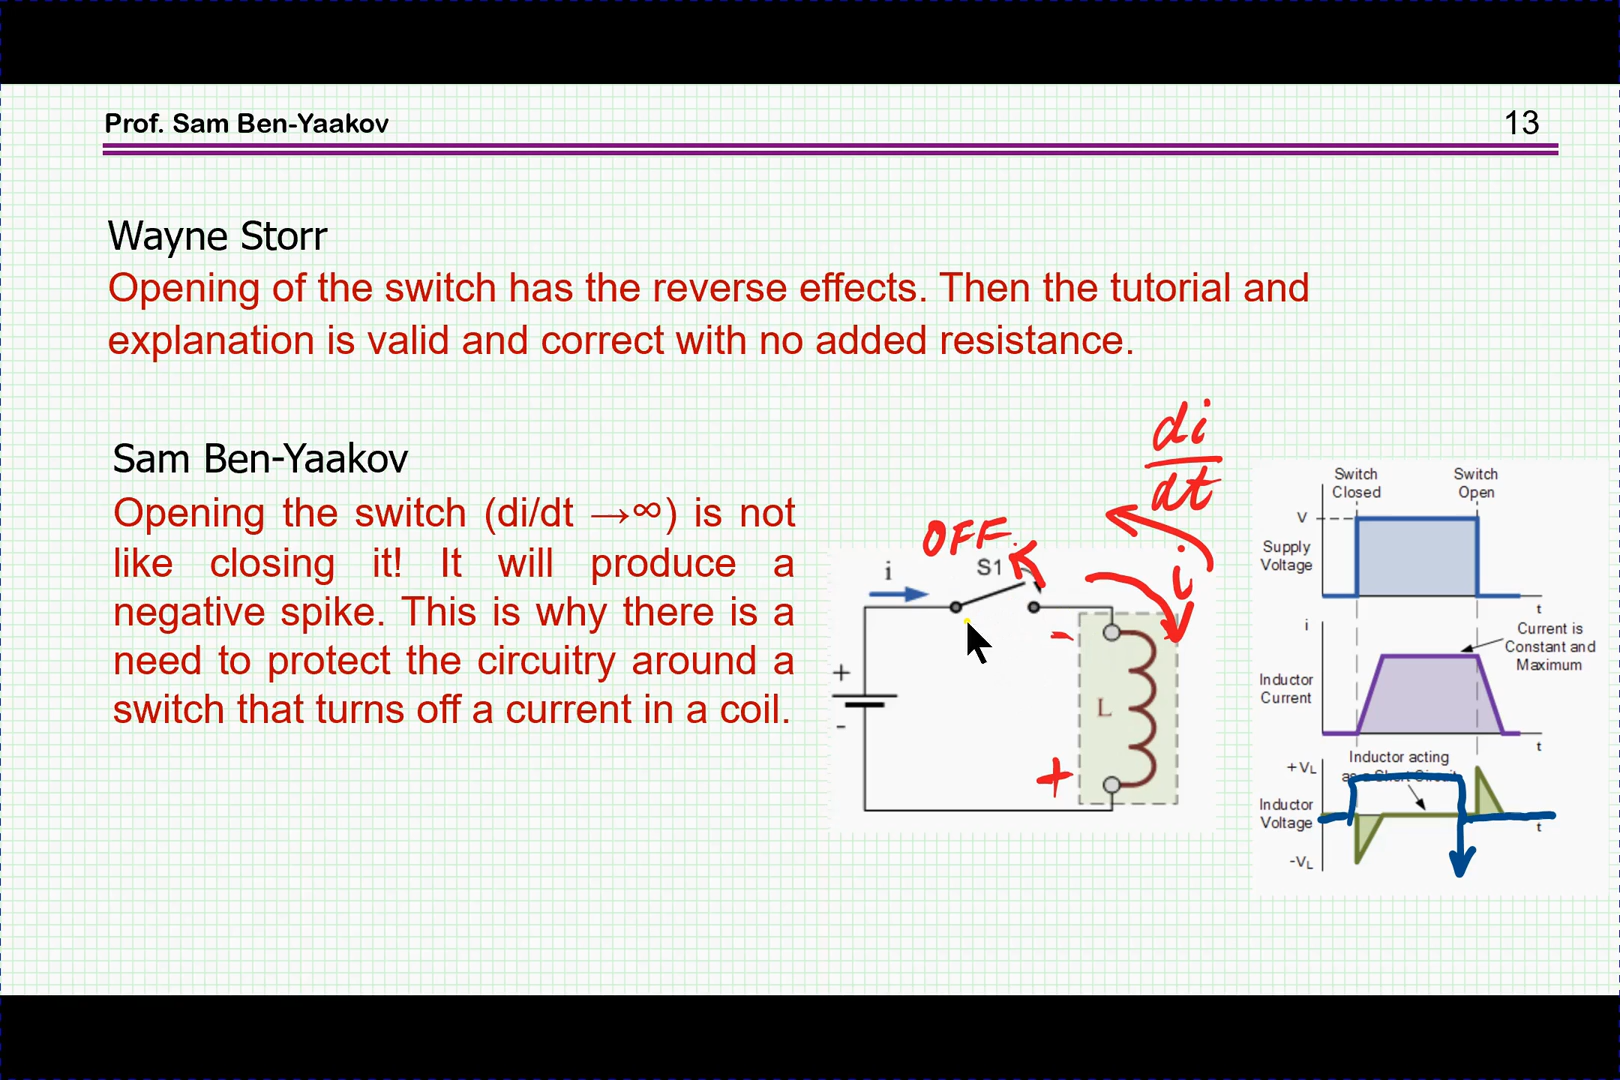 Prof. Sam Ben-Yaakov
13
Wayne Storr
Opening of the switch has the reverse effects. Then the tutorial and
explanation is valid and correct with no added resistance.
Sam Ben-Yaakov
Opening the switch (di/dt →∞) is not
like closing it! It will produce a
negative spike. This is why there is a
need to protect the circuitry around a
switch that turns off a current in a coil.
di
dt
OFF
i
S1
i
+
-
-
L
+
Switch
Closed
Switch
Open
V
Supply
Voltage
t
i
Current is
Constant and
Maximum
Inductor
Current
t
Inductor acting
as a Short Circuit
+VL
Inductor
Voltage
t
-VL